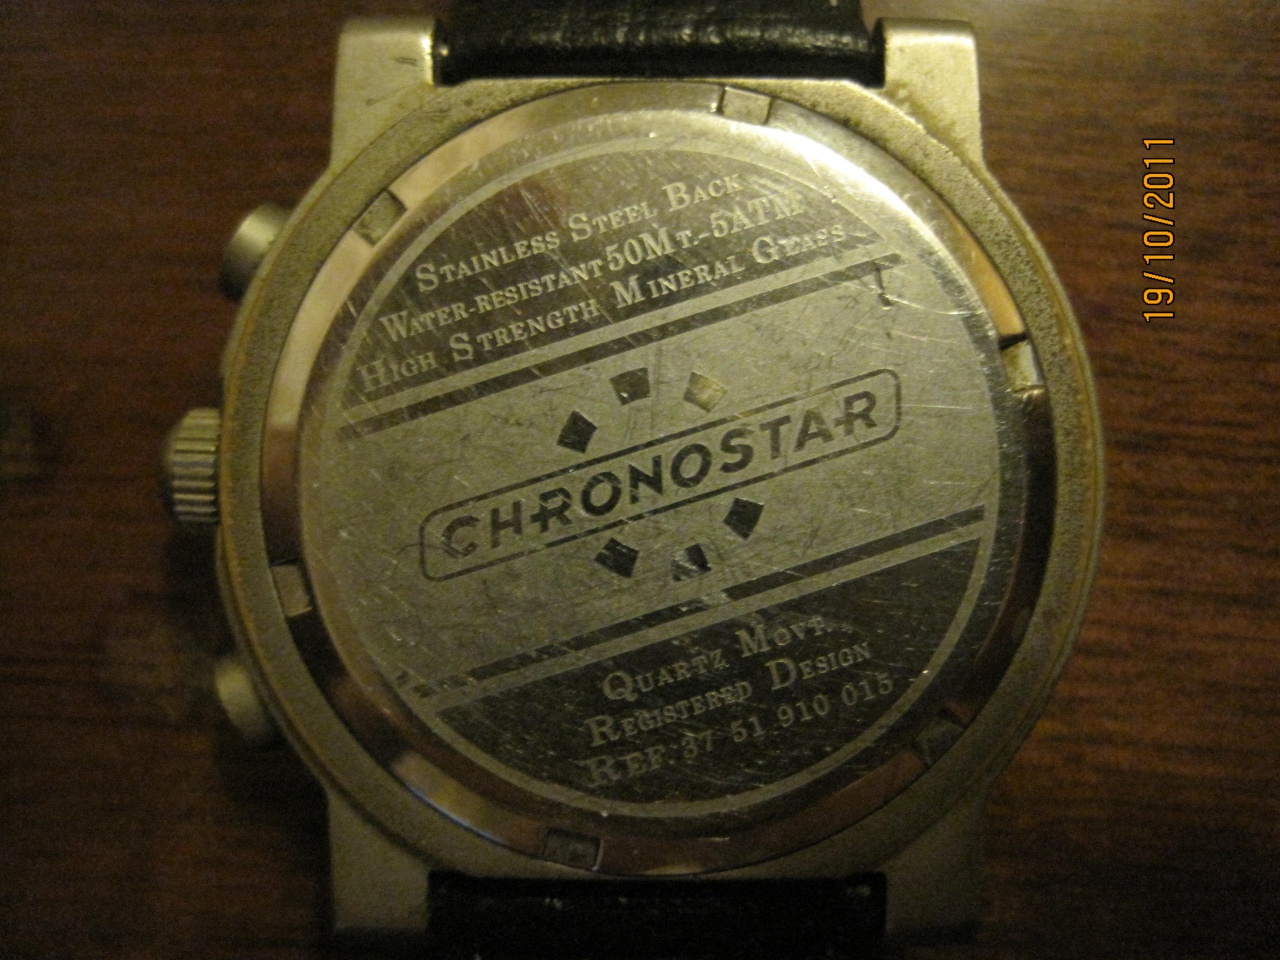 Stainless Steel Back
Water-resistant 50Mt.-5ATM
High Strength Mineral Glass
CHRONOSTAR
Quartz Movt.
Registered Design
Ref. 37 51 910 015
19/10/2011